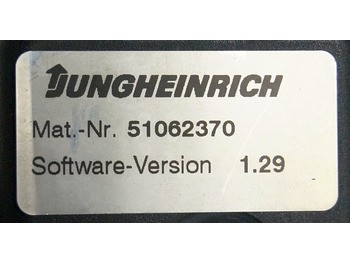 JUNGHEINRICH
Mat.-Nr. 51062370
Software-Version 1.29